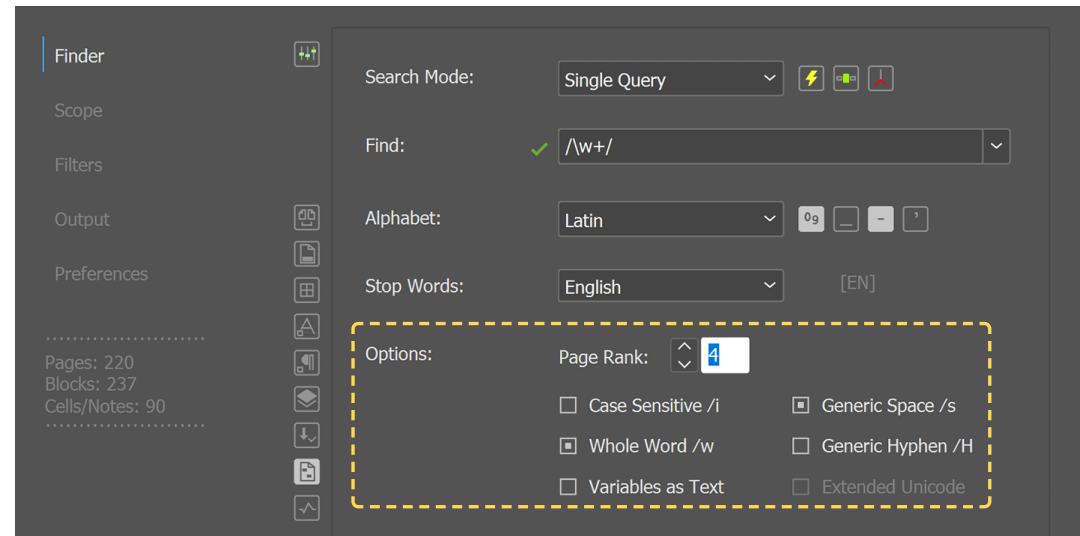 Finder
Scope
Filters
Output
Preferences
Pages: 220
Blocks: 237
Cells/Notes: 90
Search Mode: Single Query
Find: /\w+/
Alphabet: Latin 09 _ - '
Stop Words: English [EN]
Options: Page Rank: 4
Case Sensitive /i Generic Space /s
Whole Word /w Generic Hyphen /H
Variables as Text Extended Unicode